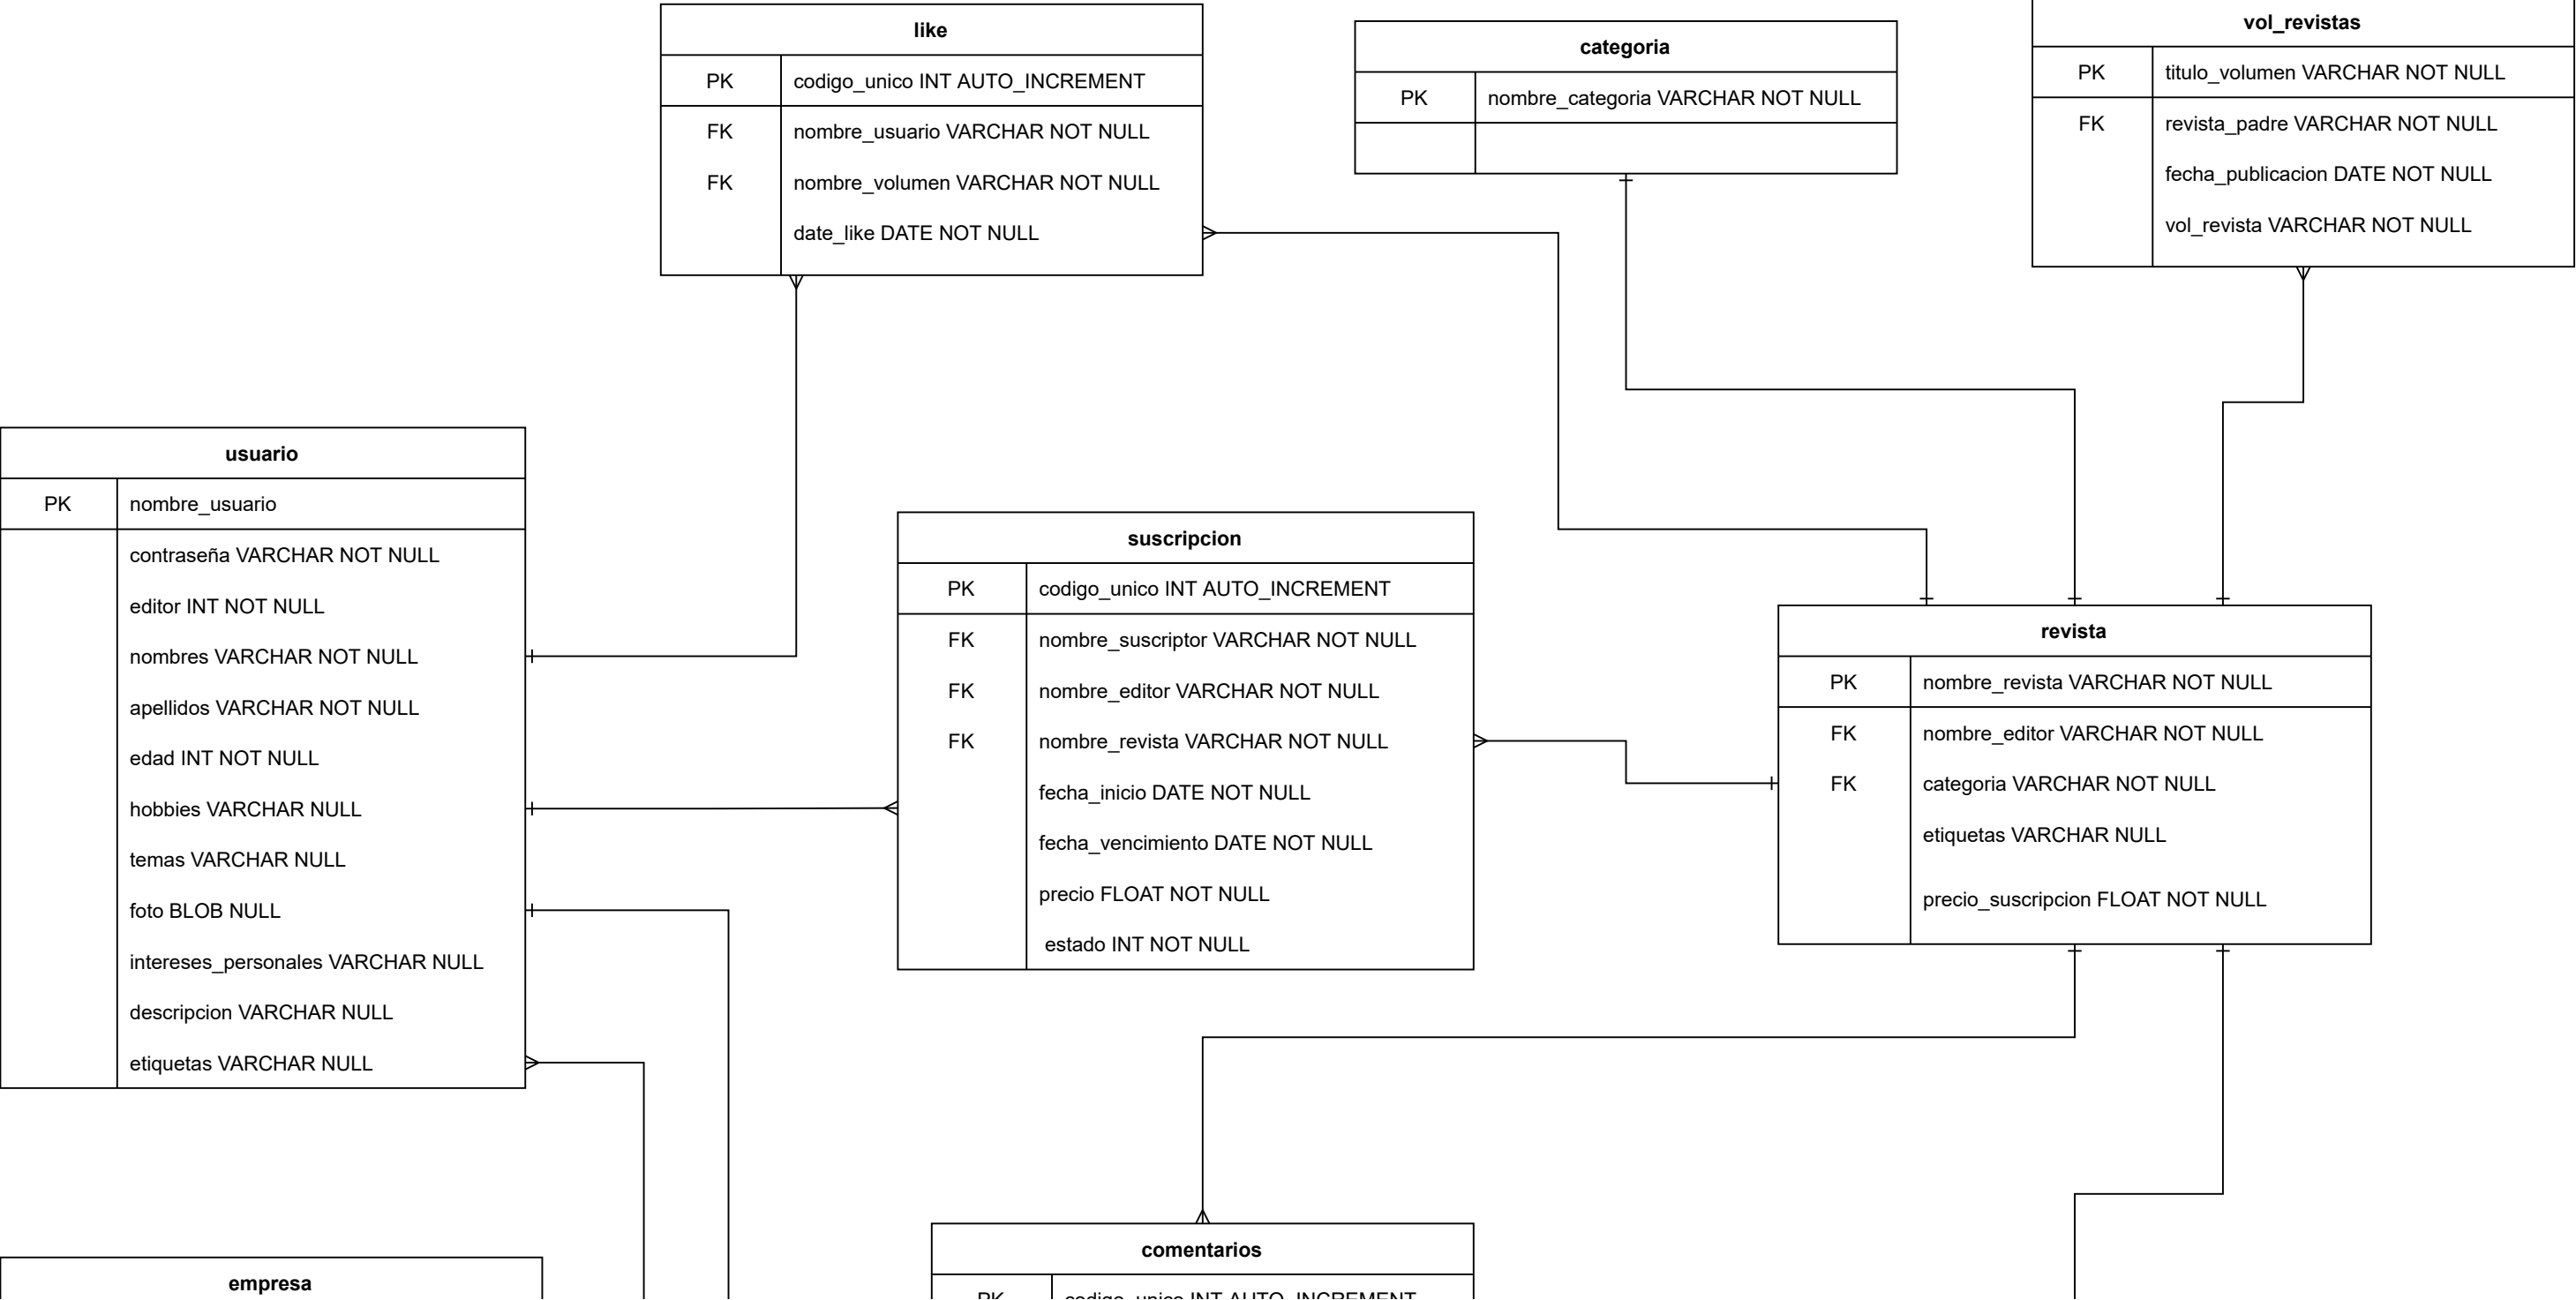 like
PK codigo_unico INT AUTO_INCREMENT
FK nombre_usuario VARCHAR NOT NULL
FK nombre_volumen VARCHAR NOT NULL
date_like DATE NOT NULL
categoria
PK nombre_categoria VARCHAR NOT NULL
vol_revistas
PK titulo_volumen VARCHAR NOT NULL
FK revista_padre VARCHAR NOT NULL
fecha_publicacion DATE NOT NULL
vol_revista VARCHAR NOT NULL
usuario
PK nombre_usuario
contraseña VARCHAR NOT NULL
editor INT NOT NULL
nombres VARCHAR NOT NULL
apellidos VARCHAR NOT NULL
edad INT NOT NULL
hobbies VARCHAR NULL
temas VARCHAR NULL
foto BLOB NULL
intereses_personales VARCHAR NULL
descripcion VARCHAR NULL
etiquetas VARCHAR NULL
suscripcion
PK codigo_unico INT AUTO_INCREMENT
FK nombre_suscriptor VARCHAR NOT NULL
FK nombre_editor VARCHAR NOT NULL
FK nombre_revista VARCHAR NOT NULL
fecha_inicio DATE NOT NULL
fecha_vencimiento DATE NOT NULL
precio FLOAT NOT NULL
estado INT NOT NULL
revista
PK nombre_revista VARCHAR NOT NULL
FK nombre_editor VARCHAR NOT NULL
FK categoria VARCHAR NOT NULL
etiquetas VARCHAR NULL
precio_suscripcion FLOAT NOT NULL
comentarios
PK codigo_unico INT AUTO_INCREMENT
empresa